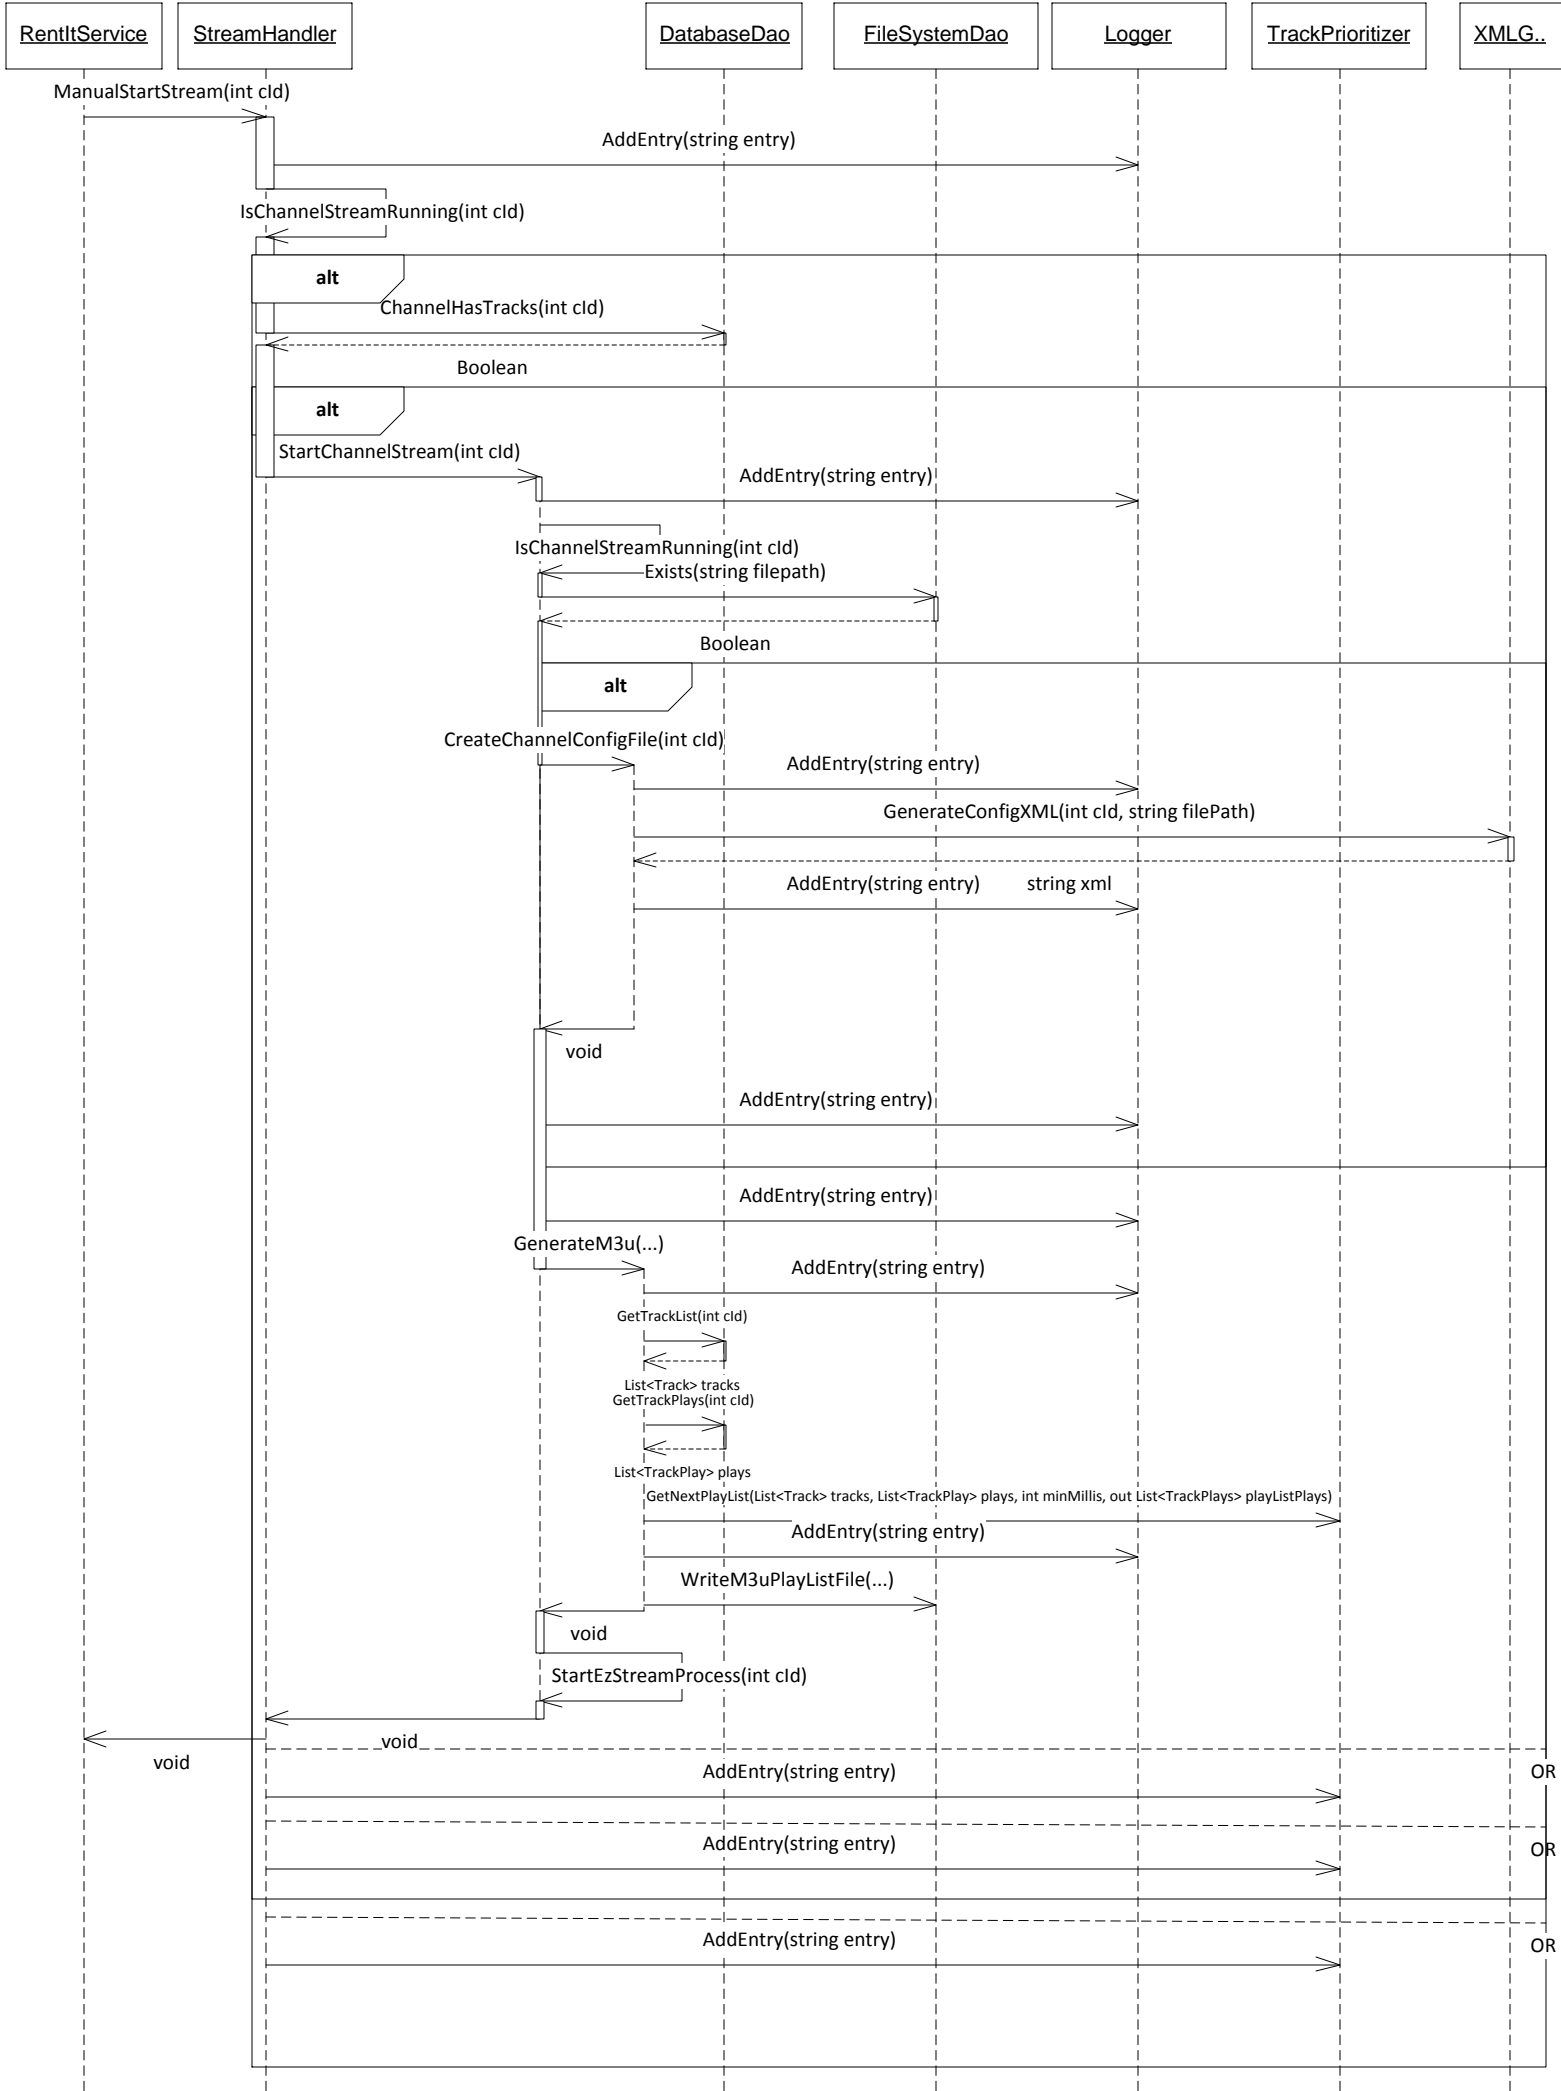 RentItService
StreamHandler
DatabaseDao
FileSystemDao
Logger
TrackPrioritizer
XMLG..
ManualStartStream(int cId)
AddEntry(string entry)
IsChannelStreamRunning(int cId)
alt
ChannelHasTracks(int cId)
Boolean
alt
StartChannelStream(int cId)
AddEntry(string entry)
IsChannelStreamRunning(int cId)
Exists(string filepath)
Boolean
alt
CreateChannelConfigFile(int cId)
AddEntry(string entry)
GenerateConfigXML(int cId, string filePath)
AddEntry(string entry)
string xml
void
AddEntry(string entry)
AddEntry(string entry)
GenerateM3u(...)
AddEntry(string entry)
GetTrackList(int cId)
List<Track> tracks
GetTrackPlays(int cId)
List<TrackPlay> plays
GetNextPlayList(List<Track> tracks, List<TrackPlay> plays, int minMillis, out List<TrackPlays> playListPlays)
AddEntry(string entry)
WriteM3uPlayListFile(...)
void
StartEzStreamProcess(int cId)
void
void
AddEntry(string entry)
OR
AddEntry(string entry)
OR
AddEntry(string entry)
OR